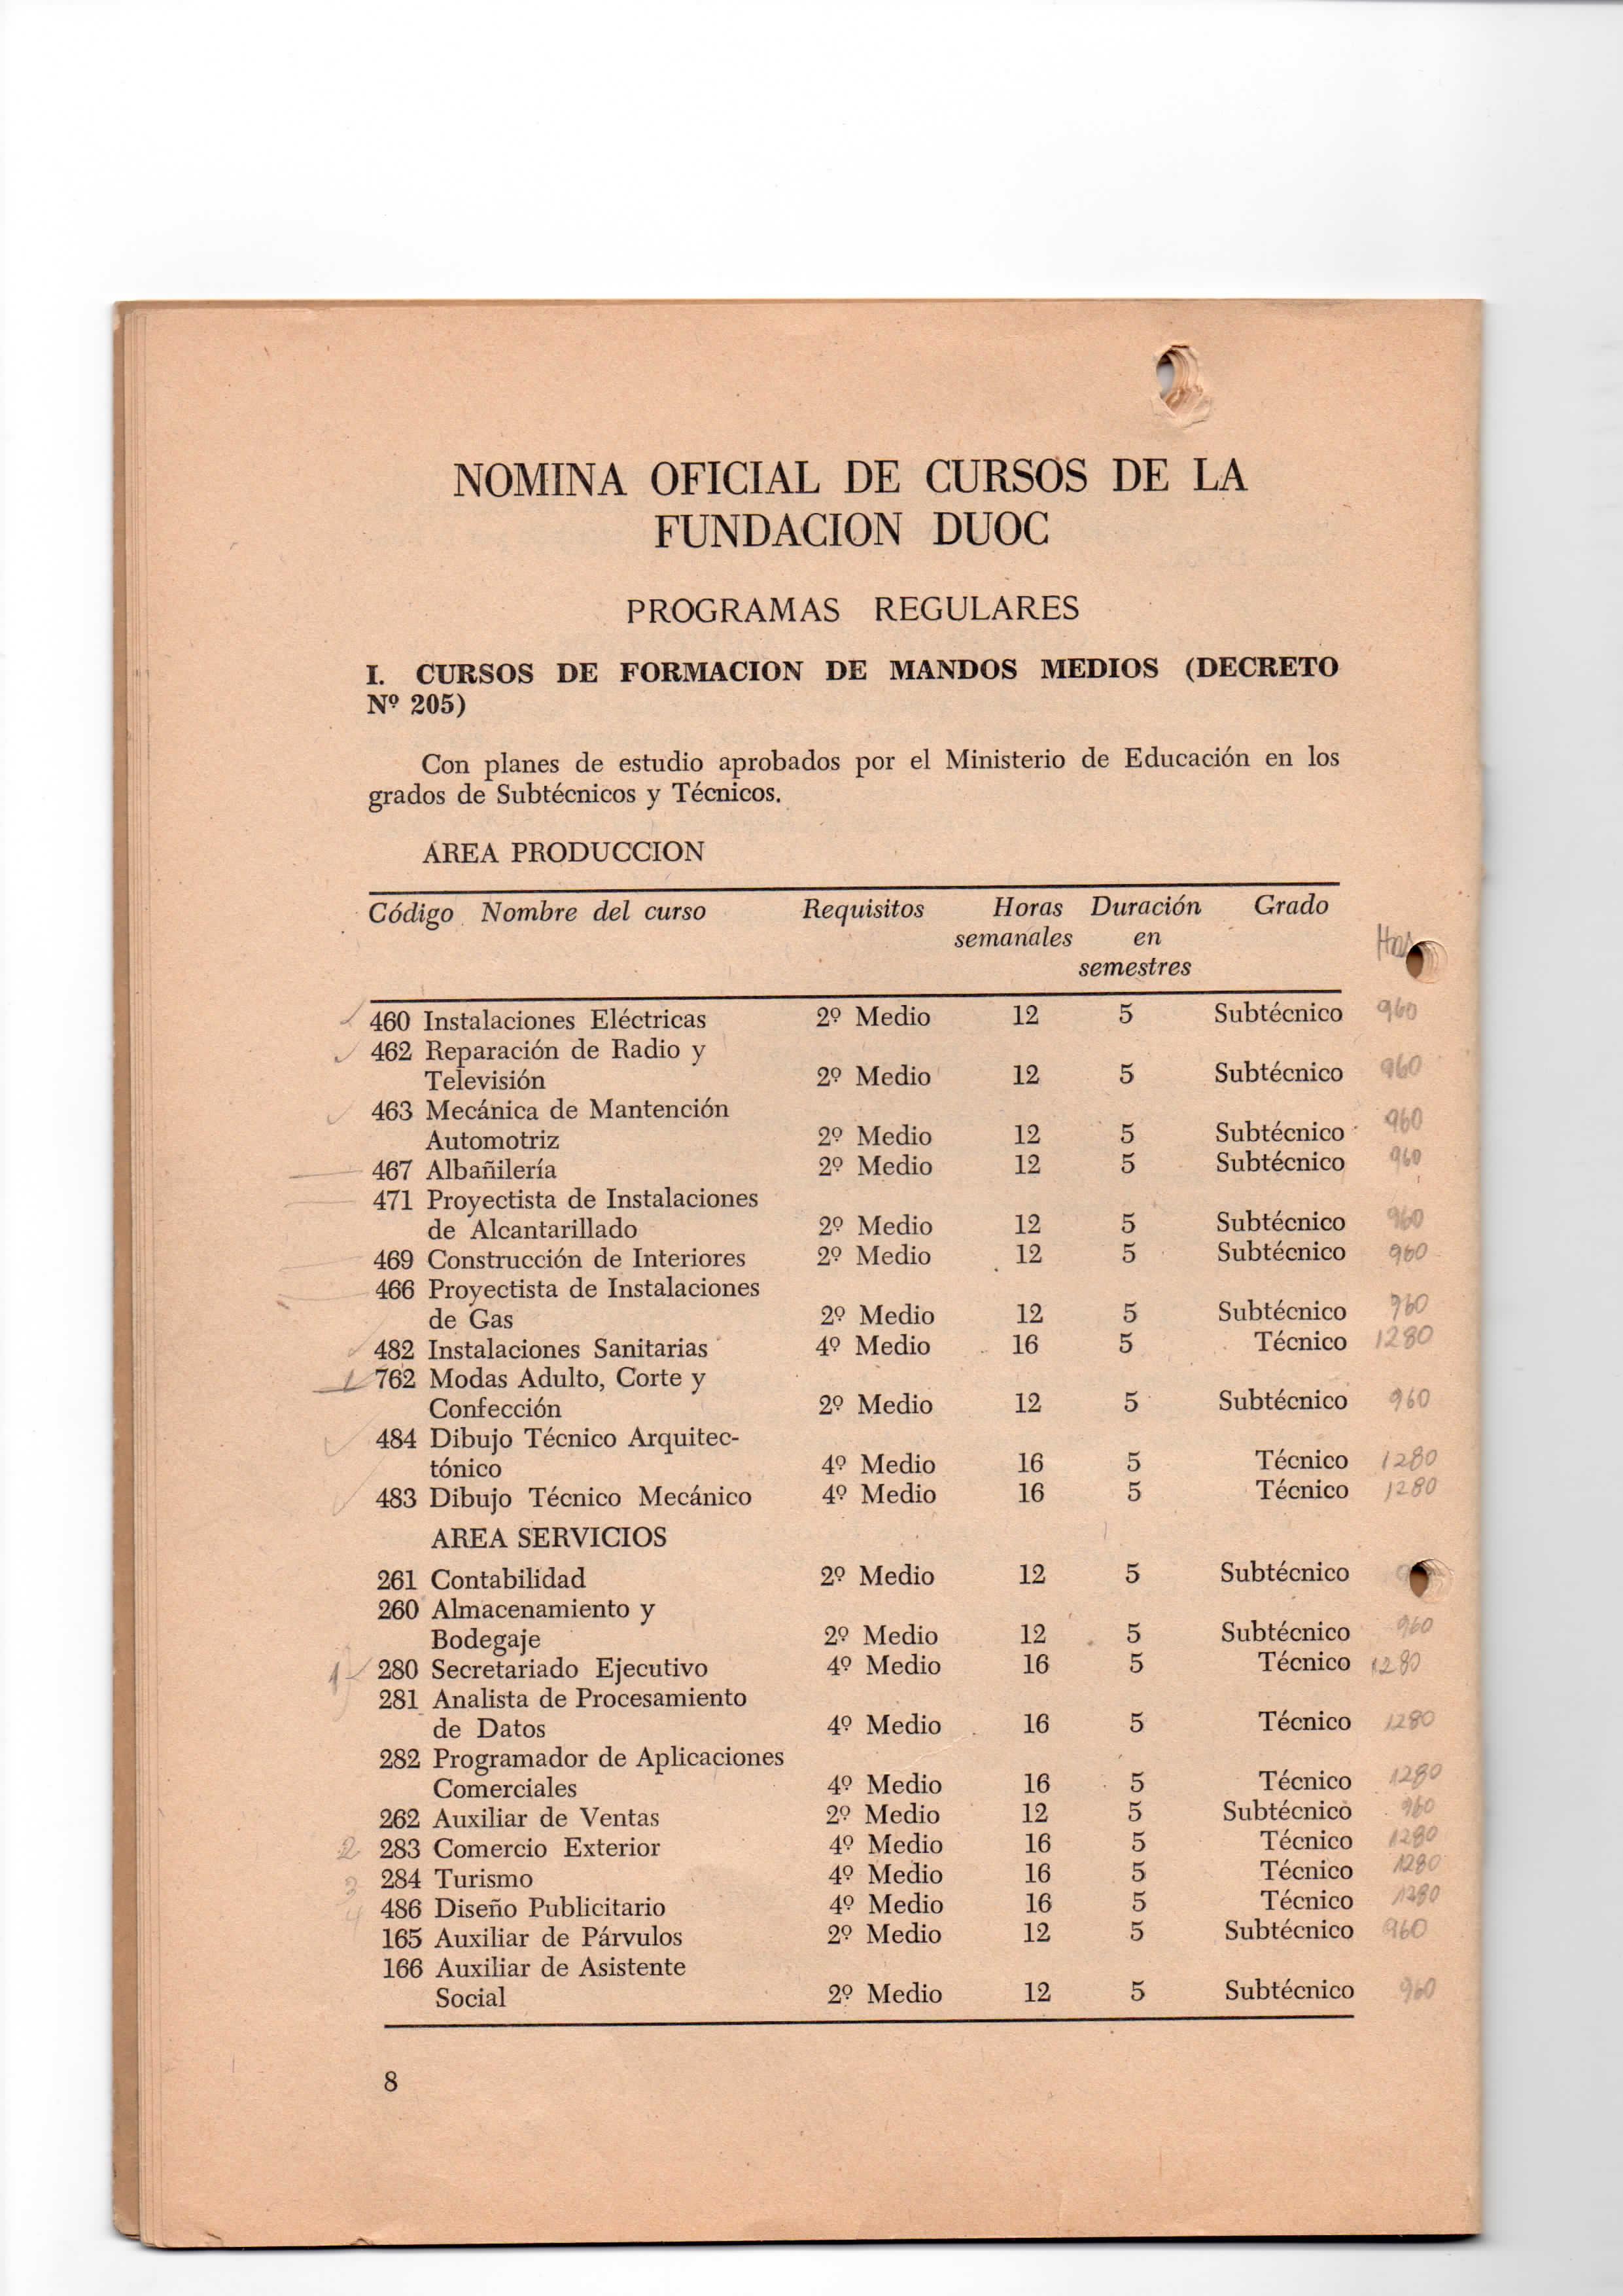 NOMINA OFICIAL DE CURSOS DE LA
FUNDACION DUOC
PROGRAMAS REGULARES
I. CURSOS DE FORMACION DE MANDOS MEDIOS (DECRETO
Nº 205)
Con planes de estudio aprobados por el Ministerio de Educación en los
grados de Subtécnicos y Técnicos.
AREA PRODUCCION
Código Nombre del curso Requisitos Horas Duración Grado
semanales en
semestres
460 Instalaciones Eléctricas 2º Medio 12 5 Subtécnico 960
462 Reparación de Radio y
Televisión 2º Medio 12 5 Subtécnico 960
463 Mecánica de Mantención
Automotriz 2º Medio 12 5 Subtécnico 960
467 Albañilería 2º Medio 12 5 Subtécnico 960
471 Proyectista de Instalaciones
de Alcantarillado 2º Medio 12 5 Subtécnico 960
469 Construcción de Interiores 2º Medio 12 5 Subtécnico 960
466 Proyectista de Instalaciones
de Gas 2º Medio 12 5 Subtécnico 960
482 Instalaciones Sanitarias 4º Medio 16 5 Técnico 1280
762 Modas Adulto, Corte y
Confección 2º Medio 12 5 Subtécnico 960
484 Dibujo Técnico Arquitec-
tónico 4º Medio 16 5 Técnico 1280
483 Dibujo Técnico Mecánico 4º Medio 16 5 Técnico 1280
AREA SERVICIOS
261 Contabilidad 2º Medio 12 5 Subtécnico
260 Almacenamiento y
Bodegaje 2º Medio 12 5 Subtécnico 960
1 280 Secretariado Ejecutivo 4º Medio 16 5 Técnico 1280
281 Analista de Procesamiento
de Datos 4º Medio 16 5 Técnico 1280
282 Programador de Aplicaciones
Comerciales 4º Medio 16 5 Técnico 1280
262 Auxiliar de Ventas 2º Medio 12 5 Subtécnico 960
2 283 Comercio Exterior 4º Medio 16 5 Técnico 1280
3 284 Turismo 4º Medio 16 5 Técnico 1280
4 486 Diseño Publicitario 4º Medio 16 5 Técnico 1280
165 Auxiliar de Párvulos 2º Medio 12 5 Subtécnico 960
166 Auxiliar de Asistente
Social 2º Medio 12 5 Subtécnico 960
8